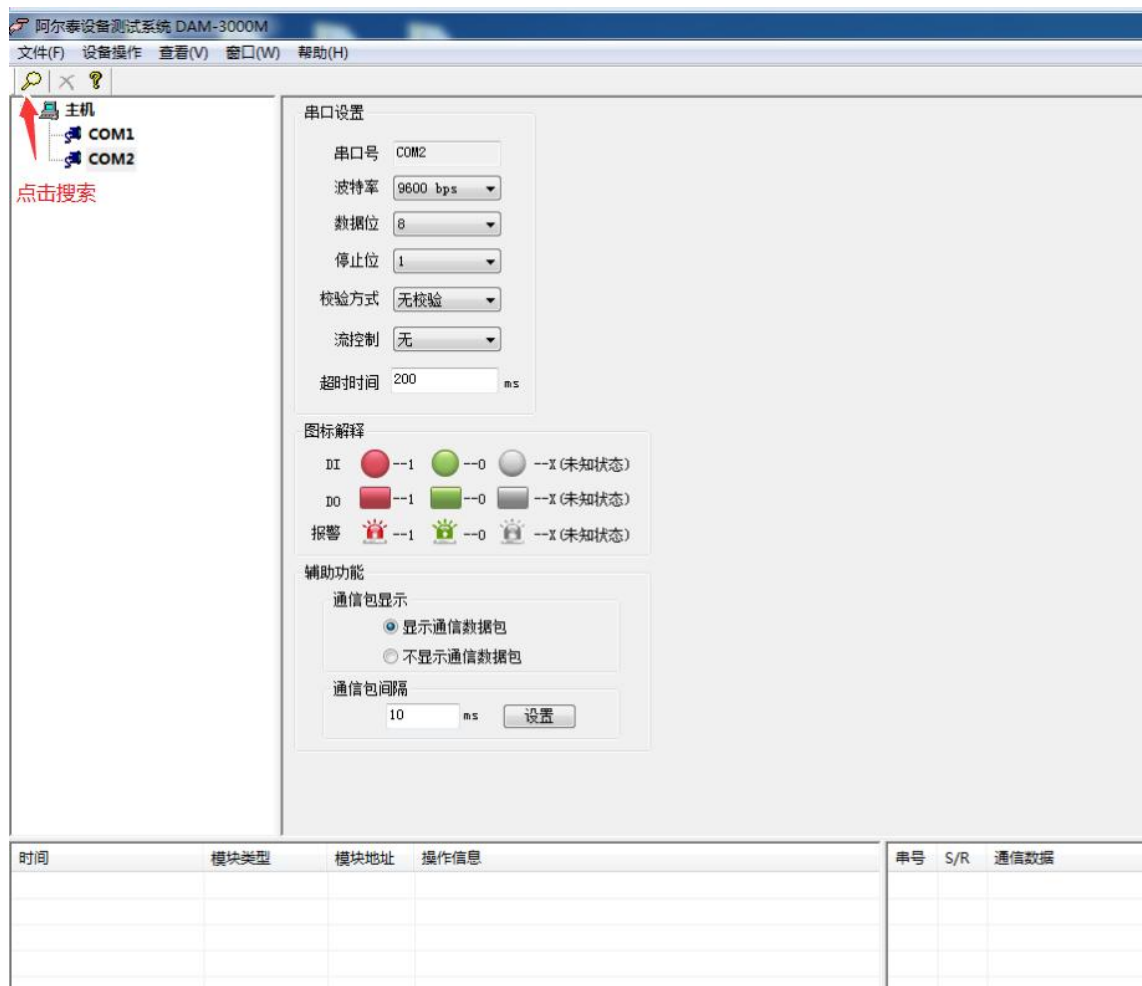 阿尔泰设备测试系统 DAM-3000M
文件(F) 设备操作 查看(V) 窗口(W) 帮助(H)
主机
COM1
COM2
点击搜索
串口设置
串口号 COM2
波特率 9600 bps
数据位 8
停止位 1
校验方式 无校验
流控制 无
超时时间 200 ms
图标解释
DI --1 --0 --X(未知状态)
DO --1 --0 --X(未知状态)
报警 --1 --0 --X(未知状态)
辅助功能
通信包显示
显示通信数据包
不显示通信数据包
通信包间隔
10 ms 设置
时间 模块类型 模块地址 操作信息 串号 S/R 通信数据